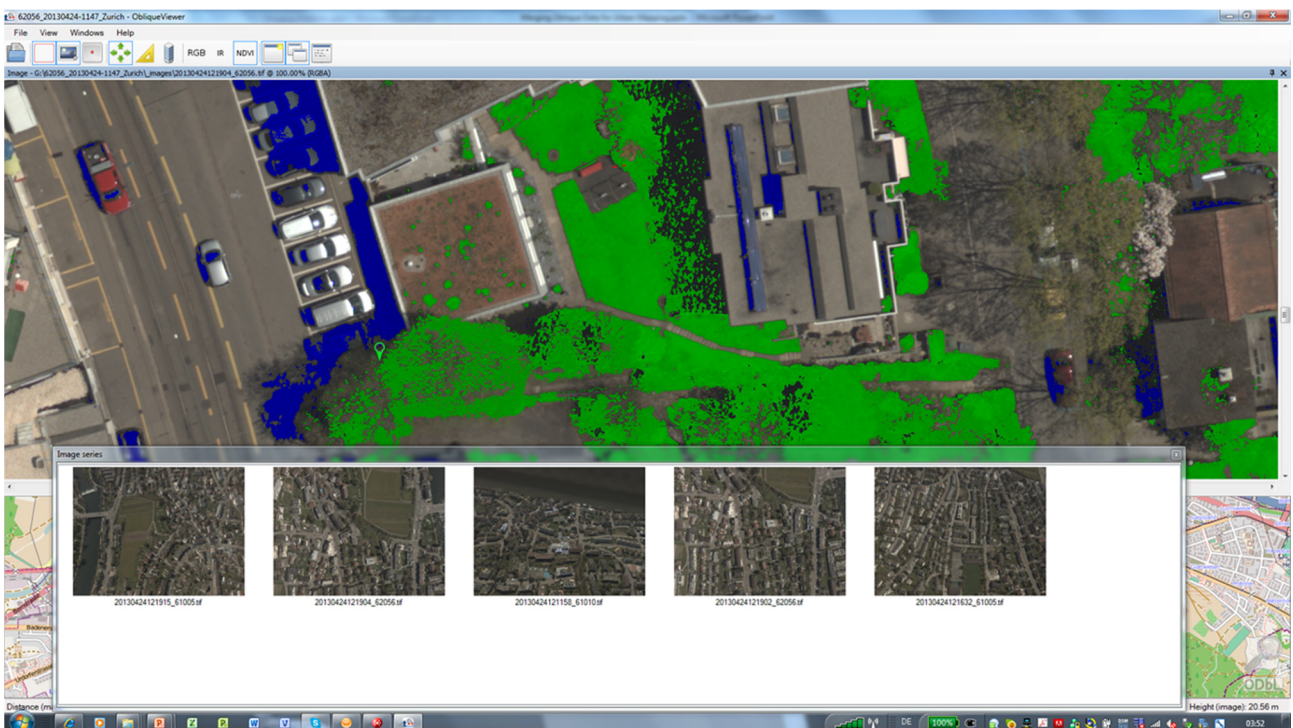 62056_20130424-1147_Zurich - ObliqueViewer
File View Windows Help
RGB IR NDVI
Image - G:\62056_20130424-1147_Zurich\_images\20130424121904_62056.tif @ 100.00% (RGBA)
Image series
20130424121915_61005.tif
20130424121904_62056.tif
20130424121158_61010.tif
20130424121902_62056.tif
20130424121632_61005.tif
ODbL
Distance (m
Height (image): 20.56 m
DE 100% 03:52